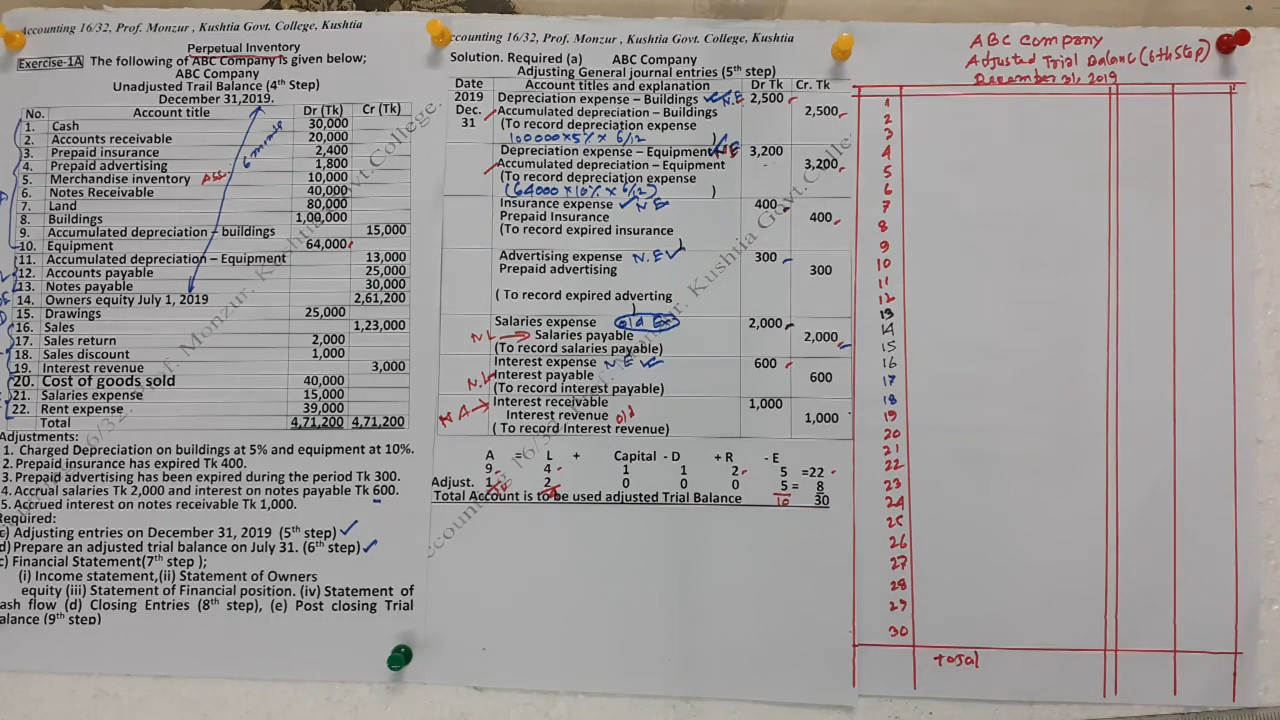 Accounting 16/32, Prof. Monzur , Kushtia Govt. College, Kushtia
Perpetual Inventory
Exercise-1A The following of ABC Company is given below;
ABC Company
Unadjusted Trail Balance (4th Step)
December 31,2019.
No. Account title Dr (Tk) Cr (Tk)
1. Cash 30,000
2. Accounts receivable 20,000
3. Prepaid insurance 2,400
4. Prepaid advertising 1,800
5. Merchandise inventory 10,000
6. Notes Receivable 40,000
7. Land 80,000
8. Buildings 1,00,000
9. Accumulated depreciation – buildings 15,000
10. Equipment 64,000
11. Accumulated depreciation – Equipment 13,000
12. Accounts payable 25,000
13. Notes payable 30,000
14. Owners equity July 1, 2019 2,61,200
15. Drawings 25,000
16. Sales 1,23,000
17. Sales return 2,000
18. Sales discount 1,000
19. Interest revenue 3,000
20. Cost of goods sold 40,000
21. Salaries expense 15,000
22. Rent expense 39,000
Total 4,71,200 4,71,200
6 months
Adjustments:
1. Charged Depreciation on buildings at 5% and equipment at 10%.
2. Prepaid insurance has expired Tk 400.
3. Prepaid advertising has been expired during the period Tk 300.
4. Accrual salaries Tk 2,000 and interest on notes payable Tk 600.
5. Accrued interest on notes receivable Tk 1,000.
Required:
c) Adjusting entries on December 31, 2019 (5th step)
d) Prepare an adjusted trial balance on July 31. (6th step)
c) Financial Statement(7th step );
(i) Income statement,(ii) Statement of Owners
equity (iii) Statement of Financial position. (iv) Statement of
ash flow (d) Closing Entries (8th step), (e) Post closing Trial
alance (9th step)
ccounting 16/32, Prof. Monzur , Kushtia Govt. College, Kushtia
Solution. Required (a) ABC Company
Adjusting General journal entries (5th step)
Date Account titles and explanation Dr Tk Cr. Tk
2019 Depreciation expense – Buildings N.E 2,500
Dec. Accumulated depreciation – Buildings 2,500
31 (To record depreciation expense
100000 x 5% x 6/12 )
Depreciation expense – Equipment NE 3,200
Accumulated depreciation – Equipment 3,200
(To record depreciation expense
(64000 x 10% x 6/12) )
Insurance expense N.E 400
Prepaid Insurance 400
(To record expired insurance
)
Advertising expense N.E 300
Prepaid advertising 300
( To record expired adverting
)
Salaries expense old Ex 2,000
N L Salaries payable 2,000
(To record salaries payable)
Interest expense N E 600
N.L Interest payable 600
(To record interest payable)
N A Interest receivable 1,000
Interest revenue old 1,000
( To record Interest revenue)
A = L + Capital - D + R - E
9 4 1 1 2 5 =22
Adjust. 1 2 0 0 0 5 = 8
Total Account is to be used adjusted Trial Balance 10 30
ABC Company
Adjusted Trial Balanc (6th Step)
December 31, 2019
1
2
3
4
5
6
7
8
9
10
11
12
13
14
15
16
17
18
19
20
21
22
23
24
25
26
27
28
29
30
total